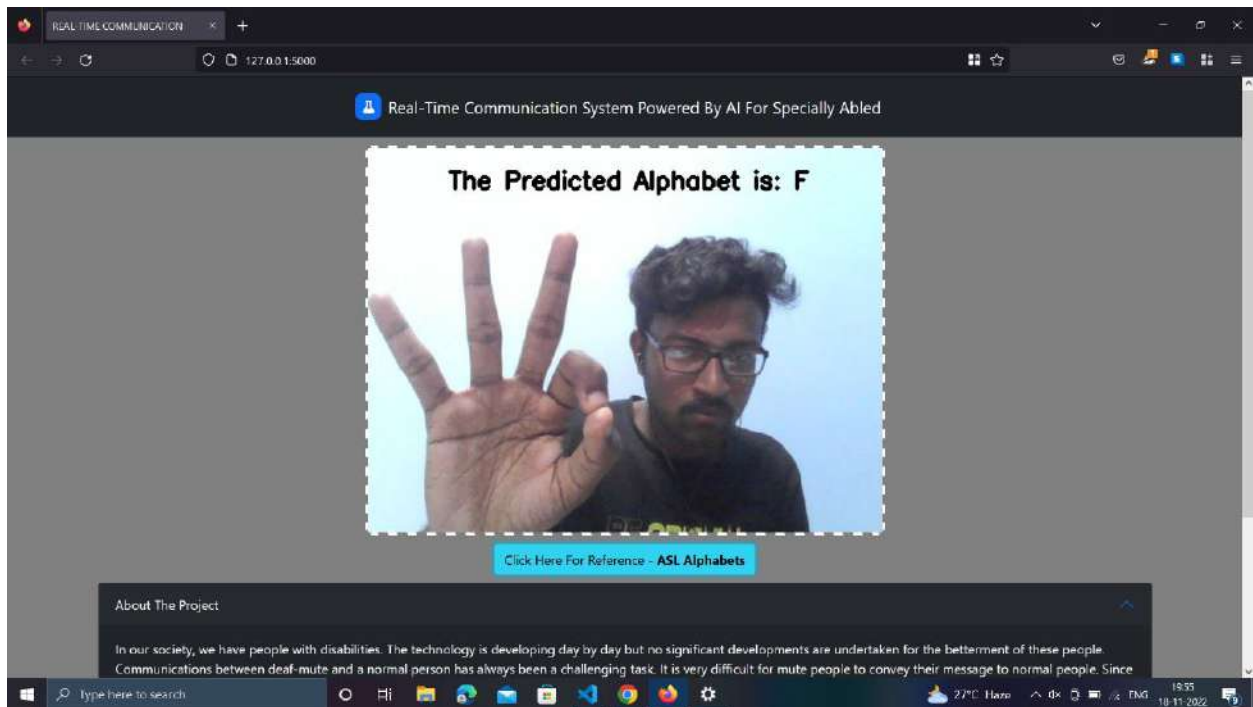 REAL-TIME COMMUNICATION
127.0.0.1:5000
Real-Time Communication System Powered By AI For Specially Abled
The Predicted Alphabet is: F
Click Here For Reference - ASL Alphabets
About The Project
In our society, we have people with disabilities. The technology is developing day by day but no significant developments are undertaken for the betterment of these people.
Communications between deaf-mute and a normal person has always been a challenging task. It is very difficult for mute people to convey their message to normal people. Since
Type here to search
27°C Haze
ENG
19:55
18-11-2022